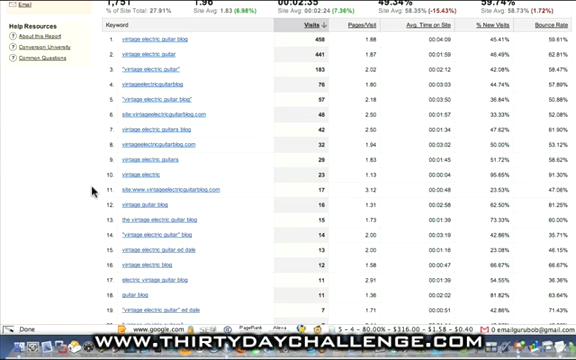 1,751 1.96 00:02:35 49.34% 59.74%
% of Site Total: 27.91% Site Avg: 1.83 (6.98%) Site Avg: 00:02:24 (7.36%) Site Avg: 58.35% (-15.43%) Site Avg: 58.73% (1.72%)
Email
Help Resources
About this Report
Conversion University
Common Questions
Keyword Visits Pages/Visit Avg. Time on Site % New Visits Bounce Rate
1. vintage electric guitar blog 458 1.68 00:04:09 45.41% 59.61%
2. vintage electric guitar 441 1.87 00:01:59 46.49% 62.81%
3. "vintage electric guitar" 183 2.02 00:02:12 42.08% 58.47%
4. vintageelectricguitarblog 76 1.80 00:03:03 44.74% 57.89%
5. "vintage electric guitar blog" 57 2.18 00:03:50 36.84% 50.88%
6. site:vintageelectricguitarblog.com 48 2.50 00:01:57 33.33% 52.08%
7. vintage electric guitars blog 42 2.50 00:01:34 47.62% 61.90%
8. vintageelectricguitarblog.com 32 1.94 00:03:02 50.00% 53.12%
9. vintage electric guitars 29 1.83 00:01:45 51.72% 58.62%
10. vintage electric 23 1.13 00:00:04 95.65% 91.30%
11. site:www.vintageelectricguitarblog.com 17 3.12 00:00:48 23.53% 47.06%
12. vintage guitar blog 16 1.31 00:02:58 62.50% 81.25%
13. the vintage electric guitar blog 15 1.73 00:01:39 73.33% 60.00%
14. "vintage electric guitar" blog 14 2.00 00:03:19 42.86% 35.71%
15. vintage electric guitar ed dale 13 2.00 00:01:18 23.08% 46.15%
16. vintage electric blog 12 1.58 00:00:47 66.67% 66.67%
17. electric vintage guitar blog 11 1.27 00:01:39 54.55% 36.36%
18. guitar blog 11 1.36 00:02:02 63.64% 81.82%
19. "vintage electric guitar" ed dale 7 1.71 00:03:05 42.86% 71.43%
Done www.google.com PageRank Alexa 5 - 4 - 80.00% - $316.00 - $1.58 - $0.40 emailgurubob@gmail.com
WWW.THIRTYDAYCHALLENGE.COM